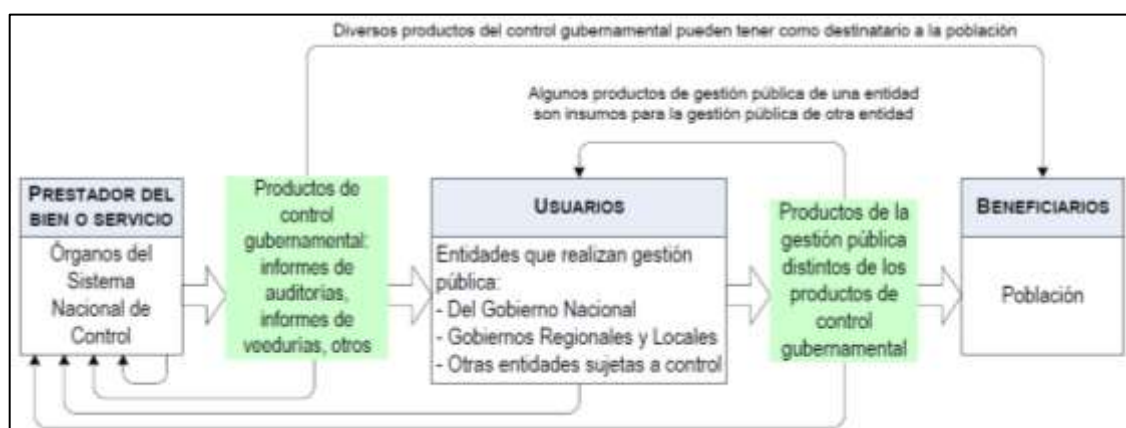 Diversos productos del control gubernamental pueden tener como destinatario a la población
Algunos productos de gestión pública de una entidad
son insumos para la gestión pública de otra entidad
PRESTADOR DEL
BIEN O SERVICIO
Órganos del
Sistema
Nacional de
Control
Productos de
control
gubernamental:
informes de
auditorias,
informes de
veedurias, otros
USUARIOS
Entidades que realizan gestión
pública:
- Del Gobierno Nacional
- Gobiernos Regionales y Locales
- Otras entidades sujetas a control
Productos de la
gestión pública
distintos de los
productos de
control
gubernamental
BENEFICIARIOS
Población